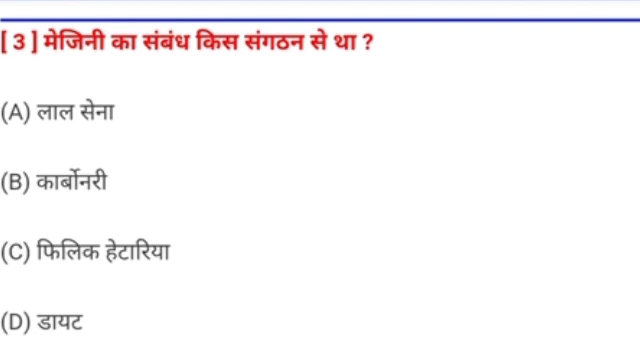 [ 3 ] मेजिनी का संबंध किस संगठन से था ?
(A) लाल सेना
(B) कार्बोनरी
(C) फिलिक हेटारिया
(D) डायट